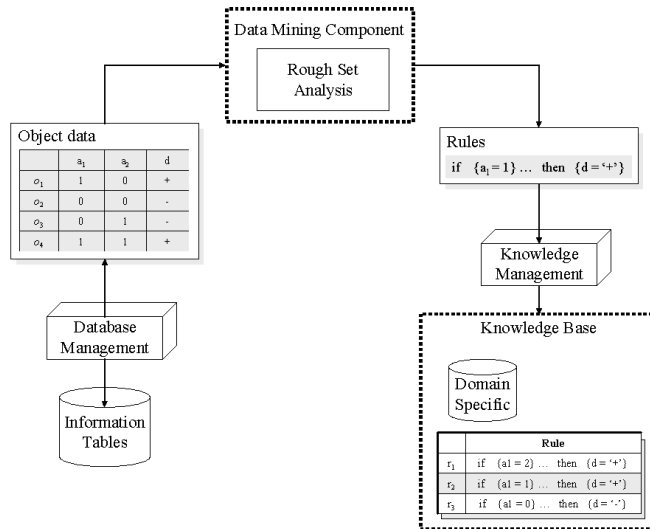 Data Mining Component
Rough Set
Analysis
Object data
a₁ a₂ d
o₁ 1 0 +
o₂ 0 0 -
o₃ 0 1 -
o₄ 1 1 +
Database
Management
Information
Tables
Rules
if {a₁ = 1} ... then {d = ‘+’}
Knowledge
Management
Knowledge Base
Domain
Specific
Rule
r₁ if {a1 = 2} ... then {d = ‘+’}
r₂ if {a1 = 1} ... then {d = ‘+’}
r₃ if {a1 = 0} ... then {d = ‘-’}